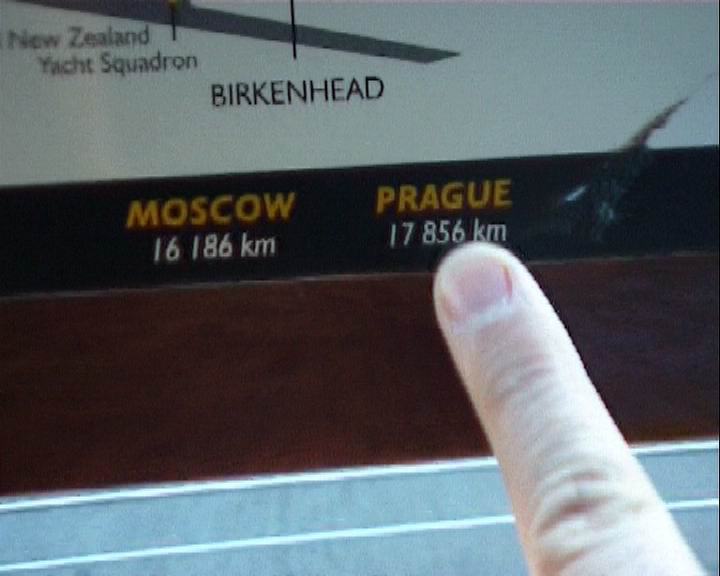 New Zealand
Yacht Squadron
BIRKENHEAD
MOSCOW
16 186 km
PRAGUE
17 856 km